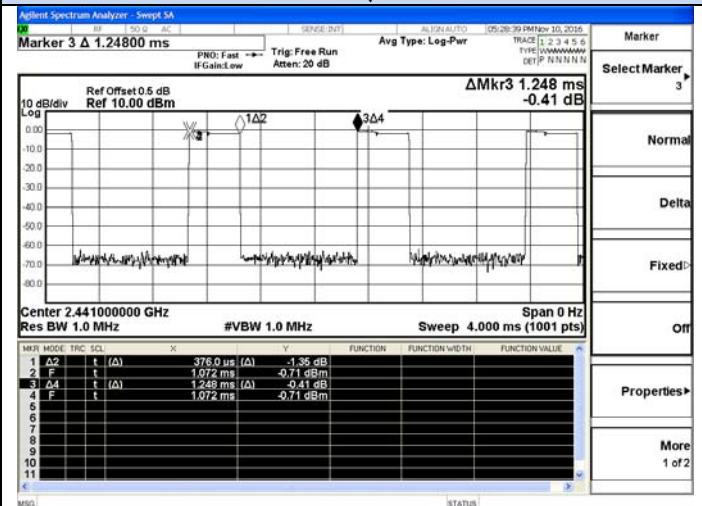 Agilent Spectrum Analyzer - Swept SA
RF 50 Ω AC SENSE:INT ALIGN AUTO 05:28:39 PM Nov 10, 2016
Marker 3 Δ 1.24800 ms
PNO: Fast
IFGain:Low
Trig: Free Run
Atten: 20 dB
Avg Type: Log-Pwr
TRACE 1 2 3 4 5 6
TYPE WWWWWW
DET P N N N N N
Ref Offset 0.5 dB
10 dB/div Ref 10.00 dBm
ΔMkr3 1.248 ms
-0.41 dB
Log
0.00
-10.0
-20.0
-30.0
-40.0
-50.0
-60.0
-70.0
-80.0
1Δ2
3Δ4
Center 2.441000000 GHz
Span 0 Hz
Res BW 1.0 MHz #VBW 1.0 MHz Sweep 4.000 ms (1001 pts)
MKR MODE TRC SCL X Y FUNCTION FUNCTION WIDTH FUNCTION VALUE
1 Δ2 t (Δ) 376.0 µs (Δ) -1.35 dB
2 F t 1.072 ms -0.71 dBm
3 Δ4 t (Δ) 1.248 ms (Δ) -0.41 dB
4 F t 1.072 ms -0.71 dBm
5
6
7
8
9
10
11
MSG STATUS
Marker
Select Marker
3
Normal
Delta
Fixed
Off
Properties
More
1 of 2